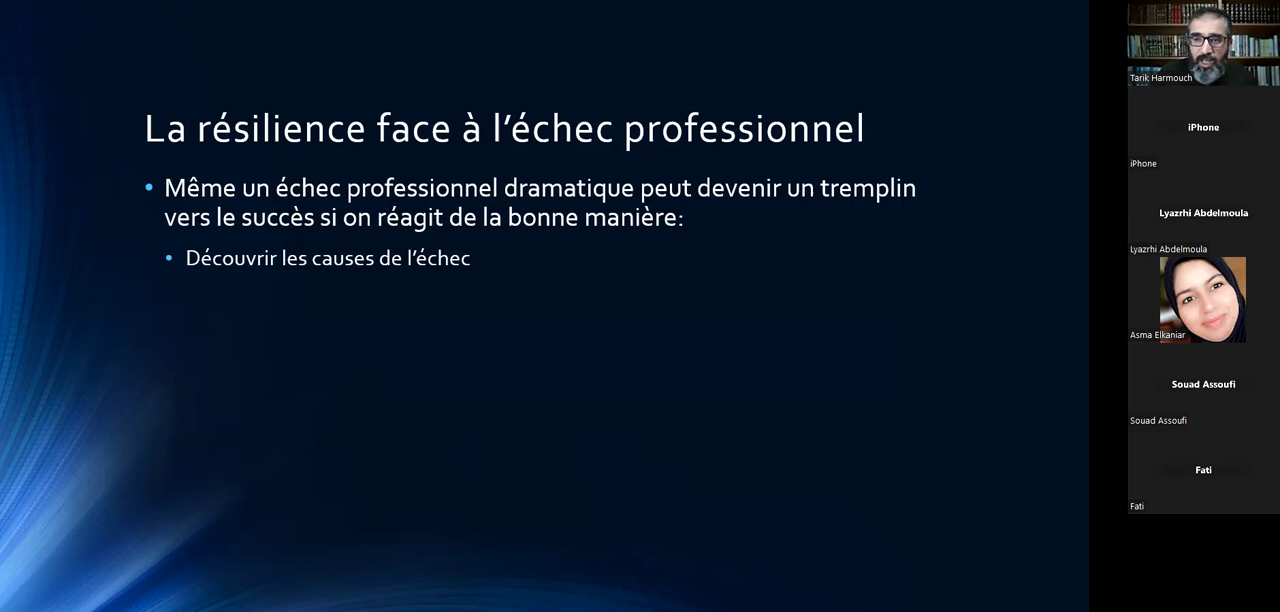 La résilience face à l’échec professionnel
• Même un échec professionnel dramatique peut devenir un tremplin
vers le succès si on réagit de la bonne manière:
• Découvrir les causes de l’échec
Tarik Harmouch
iPhone
iPhone
Lyazrhi Abdelmoula
Lyazrhi Abdelmoula
Asma Elkaniar
Souad Assoufi
Souad Assoufi
Fati
Fati